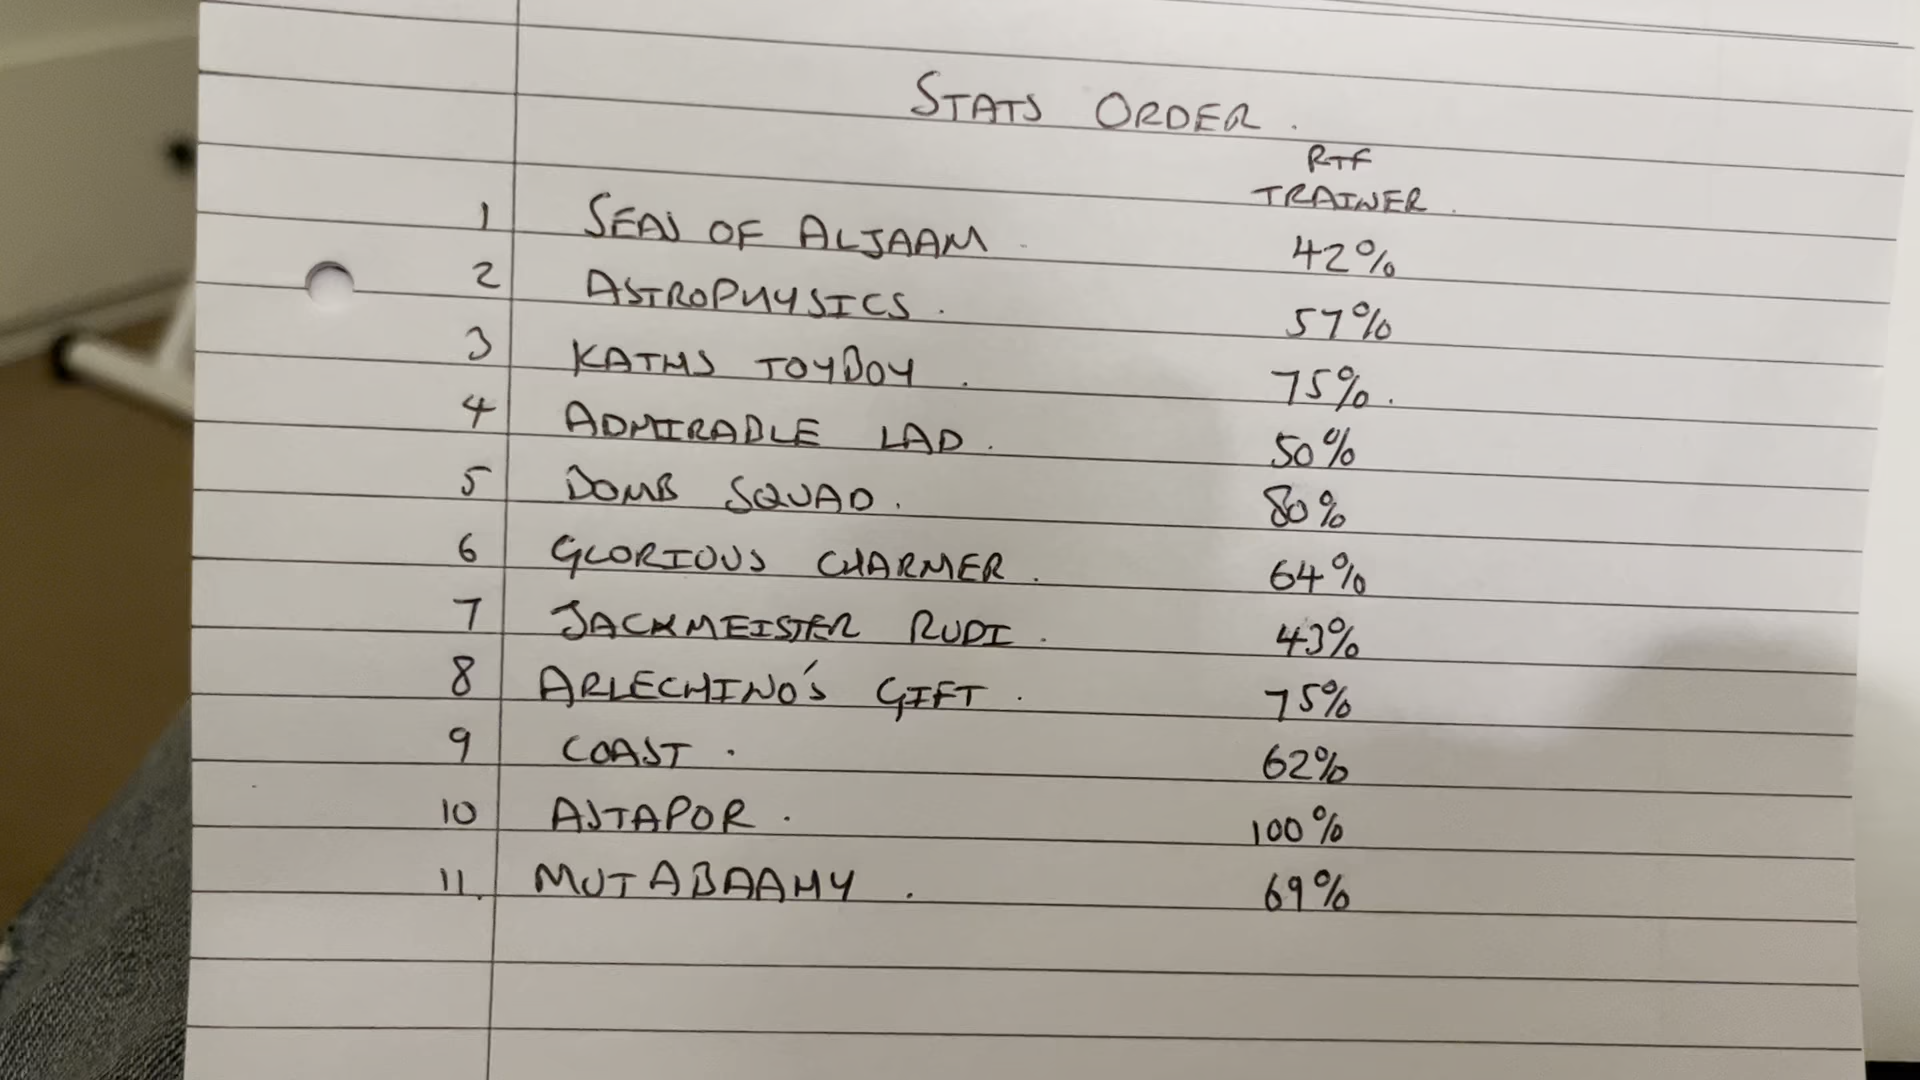 STATS ORDER.
RTF
TRAINER.
1 SEAS OF ALJAAM. 42%
2 ASTROPHYSICS. 57%
3 KATHS TOYBOY. 75%.
4 ADMIRABLE LAD. 50%
5 BOMB SQUAD. 80%
6 GLORIOUS CHARMER. 64%
7 JACKMEISTER RUDI. 43%
8 ARLECHINO'S GIFT. 75%
9 COAST. 62%
10 ASTAPOR. 100%
11. MUTABAAHY. 69%